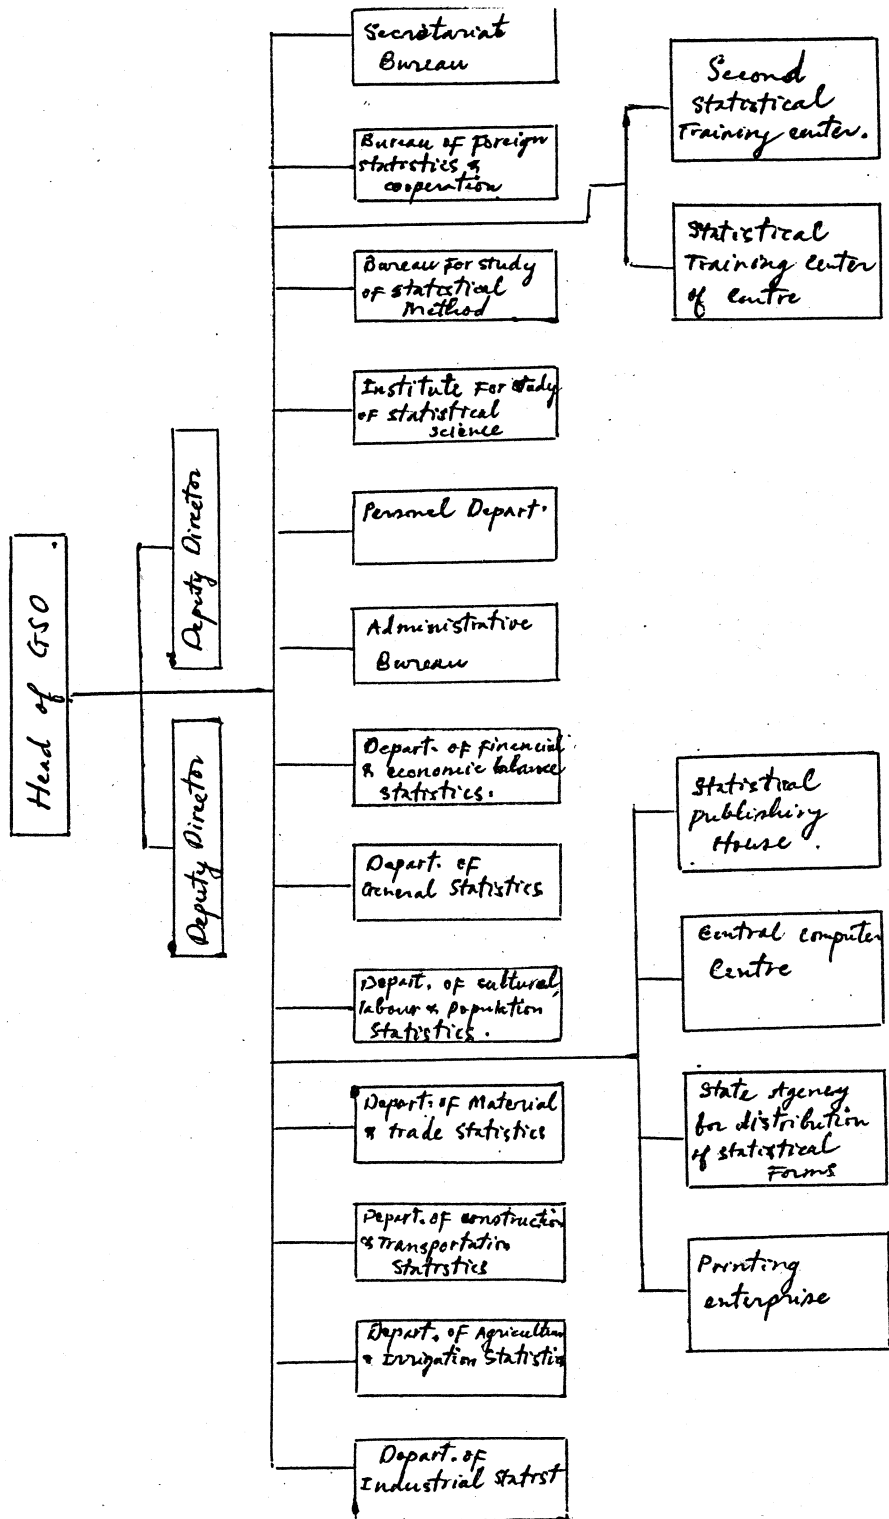 Head of GSO
Deputy Director
Deputy Director
Secretariat
Bureau
Bureau of Foreign
statistics &
cooperation
Bureau for study
of statistical
Method
Institute for study
of statistical
science
Personel Depart.
Administrative
Bureau
Depart. of financial
& economic balance
statistics.
Depart. of
General Statistics
Depart. of cultural,
labour & population
Statistics.
Depart. of Material
& trade statistics
Depart. of construction
& Transportation
Statistics
Depart. of Agriculture
& Irrigation Statistics
Depart. of
Industrial Statist
Second
Statistical
Training center.
Statistical
Training center
of centre
Statistical
publishing
House.
Central computer
Centre
State Agency
for distribution
of statistical
Forms
Printing
enterprise